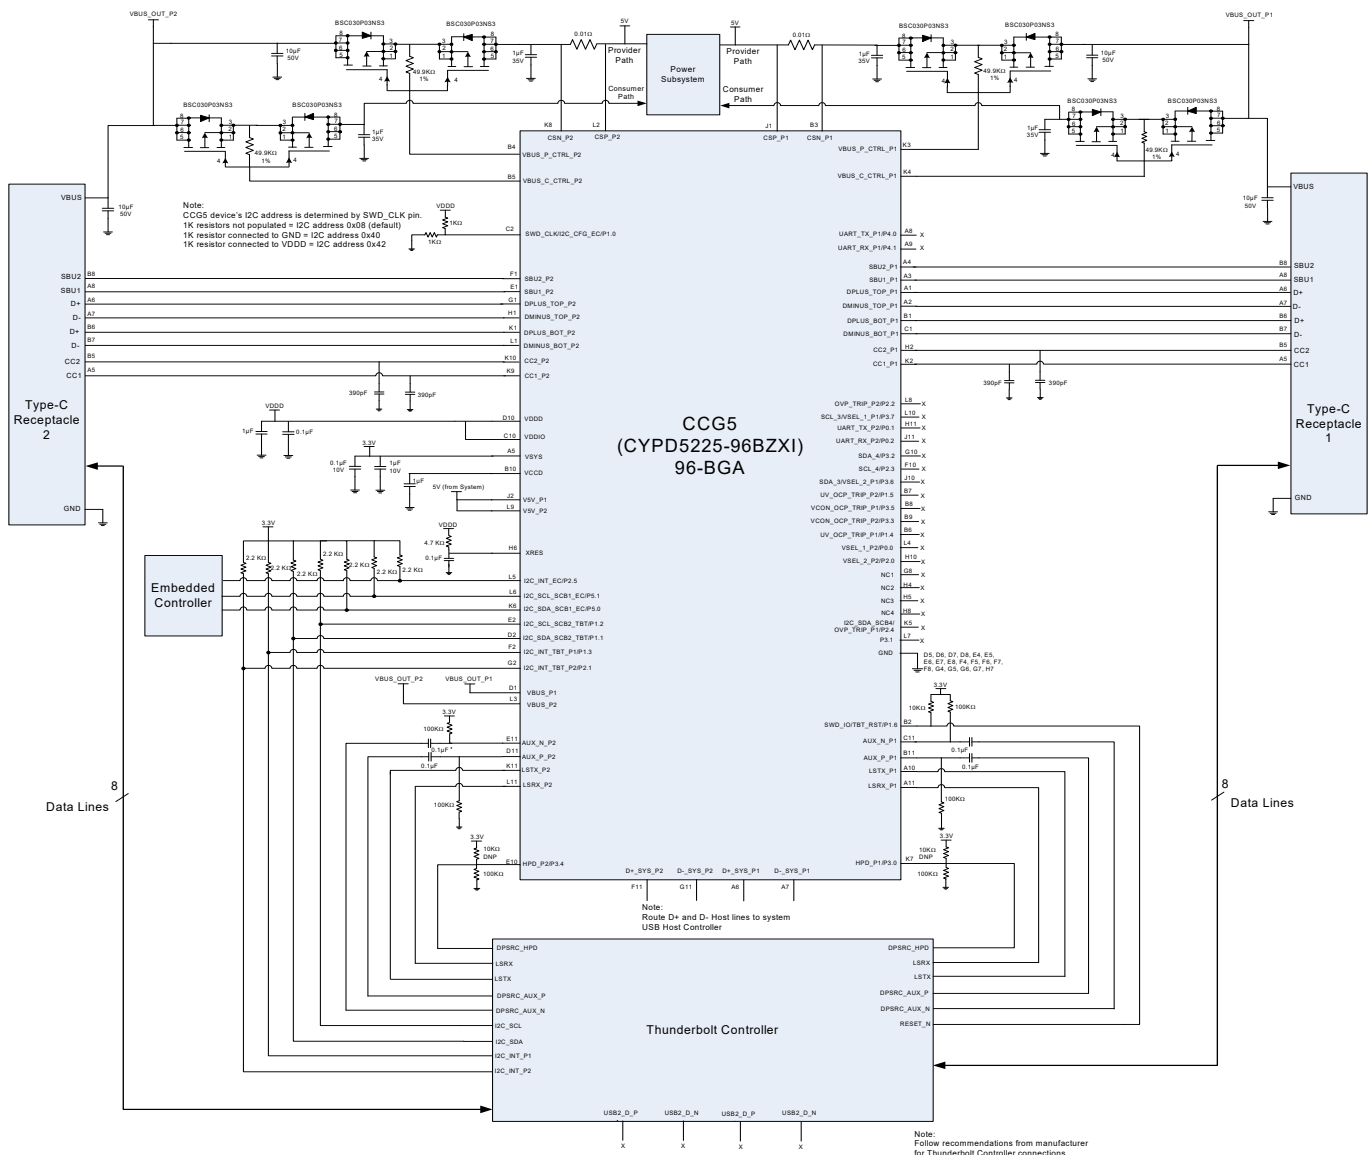 VBUS_OUT_P2
BSC030P03NS3
BSC030P03NS3
5V
5V
BSC030P03NS3
BSC030P03NS3
VBUS_OUT_P1
10µF
50V
49.9KΩ
1%
1µF
35V
0.01Ω
Provider
Path
Consumer Path
Power
Subsystem
Provider
Path
Consumer
Path
0.01Ω
1µF
35V
49.9KΩ
1%
10µF
50V
BSC030P03NS3
BSC030P03NS3
49.9KΩ
1%
1µF
35V
BSC030P03NS3
BSC030P03NS3
1µF
35V
49.9KΩ
1%
K8
L2
J1
B3
CSN_P2
CSP_P2
CSP_P1
CSN_P1
B4
VBUS_P_CTRL_P2
B5
VBUS_C_CTRL_P2
VBUS_P_CTRL_P1
K3
VBUS_C_CTRL_P1
K4
VBUS
10µF
50V
VBUS
10µF
50V
Note:
CCG5 device's I2C address is determined by SWD_CLK pin.
1K resistors not populated = I2C address 0x08 (default)
1K resistor connected to GND = I2C address 0x40
1K resistor connected to VDDD = I2C address 0x42
VDDD
1KΩ
1KΩ
C2
SWD_CLK/I2C_CFG_EC/P1.0
UART_TX_P1/P4.0
A8
X
UART_RX_P1/P4.1
A9
X
SBU2
B8
F1
SBU2_P2
SBU1
A8
E1
SBU1_P2
D+
A6
G1
DPLUS_TOP_P2
D-
A7
H1
DMINUS_TOP_P2
D+
B6
K1
DPLUS_BOT_P2
D-
B7
L1
DMINUS_BOT_P2
CC2
B5
K10
CC2_P2
CC1
A5
K9
CC1_P2
390pF
390pF
SBU2_P1
A4
B8
SBU2
SBU1_P1
A3
A8
SBU1
DPLUS_TOP_P1
A1
A6
D+
DMINUS_TOP_P1
A2
A7
D-
DPLUS_BOT_P1
B1
B6
D+
DMINUS_BOT_P1
C1
B7
D-
CC2_P1
H2
B5
CC2
CC1_P1
K2
A5
CC1
390pF
390pF
Type-C
Receptacle
2
GND
Type-C
Receptacle
1
GND
CCG5
(CYPD5225-96BZXI)
96-BGA
VDDD
1µF
0.1µF
D10
VDDD
C10
VDDIO
3.3V
0.1µF
10V
1µF
10V
A5
VSYS
B10
VCCD
1µF
5V (from System)
J2
V5V_P1
L9
V5V_P2
VDDD
4.7 KΩ
0.1µF
H6
XRES
OVP_TRIP_P2/P2.2
L8
X
SCL_3/VSEL_1_P1/P3.7
L10
X
UART_TX_P2/P0.1
H11
X
UART_RX_P2/P0.2
J11
X
SDA_4/P3.2
G10
X
SCL_4/P2.3
F10
X
SDA_3/VSEL_2_P1/P3.6
J10
X
UV_OCP_TRIP_P2/P1.5
B7
X
VCON_OCP_TRIP_P1/P3.5
B8
X
VCON_OCP_TRIP_P2/P3.3
B9
X
UV_OCP_TRIP_P1/P1.4
B6
X
VSEL_1_P2/P0.0
L4
X
VSEL_2_P2/P2.0
H10
X
NC1
G8
X
NC2
H4
X
NC3
H5
X
NC4
H8
X
I2C_SDA_SCB4/
OVP_TRIP_P1/P2.4
K5
X
P3.1
L7
X
GND
D5, D6, D7, D8, E4, E5,
E6, E7, E8, F4, F5, F6, F7,
F8, G4, G5, G6, G7, H7
3.3V
2.2 KΩ
2.2 KΩ
2.2 KΩ
2.2 KΩ
2.2 KΩ
2.2 KΩ
2.2 KΩ
Embedded
Controller
L5
I2C_INT_EC/P2.5
L6
I2C_SCL_SCB1_EC/P5.1
K6
I2C_SDA_SCB1_EC/P5.0
E2
I2C_SCL_SCB2_TBT/P1.2
D2
I2C_SDA_SCB2_TBT/P1.1
F2
I2C_INT_TBT_P1/P1.3
G2
I2C_INT_TBT_P2/P2.1
VBUS_OUT_P2
VBUS_OUT_P1
D1
VBUS_P1
L3
VBUS_P2
3.3V
100KΩ
0.1µF
0.1µF
100KΩ
E11
AUX_N_P2
D11
AUX_P_P2
K11
LSTX_P2
L11
LSRX_P2
3.3V
10KΩ
100KΩ
SWD_IO/TBT_RST/P1.6
B2
AUX_N_P1
C11
AUX_P_P1
B11
LSTX_P1
A10
LSRX_P1
A11
0.1µF
0.1µF
100KΩ
8
Data Lines
8
Data Lines
3.3V
10KΩ
DNP
100KΩ
E10
HPD_P2/P3.4
HPD_P1/P3.0
K7
3.3V
10KΩ
DNP
100KΩ
D+_SYS_P2
D-_SYS_P2
D+_SYS_P1
D-_SYS_P1
F11
G11
A6
A7
Note:
Route D+ and D- Host lines to system
USB Host Controller
DPSRC_HPD
LSRX
LSTX
DPSRC_AUX_P
DPSRC_AUX_N
I2C_SCL
I2C_SDA
I2C_INT_P1
I2C_INT_P2
Thunderbolt Controller
DPSRC_HPD
LSRX
LSTX
DPSRC_AUX_P
DPSRC_AUX_N
RESET_N
USB2_D_P
USB2_D_N
USB2_D_P
USB2_D_N
X
X
X
X
Note:
Follow recommendations from manufacturer
for Thunderbolt Controller connections